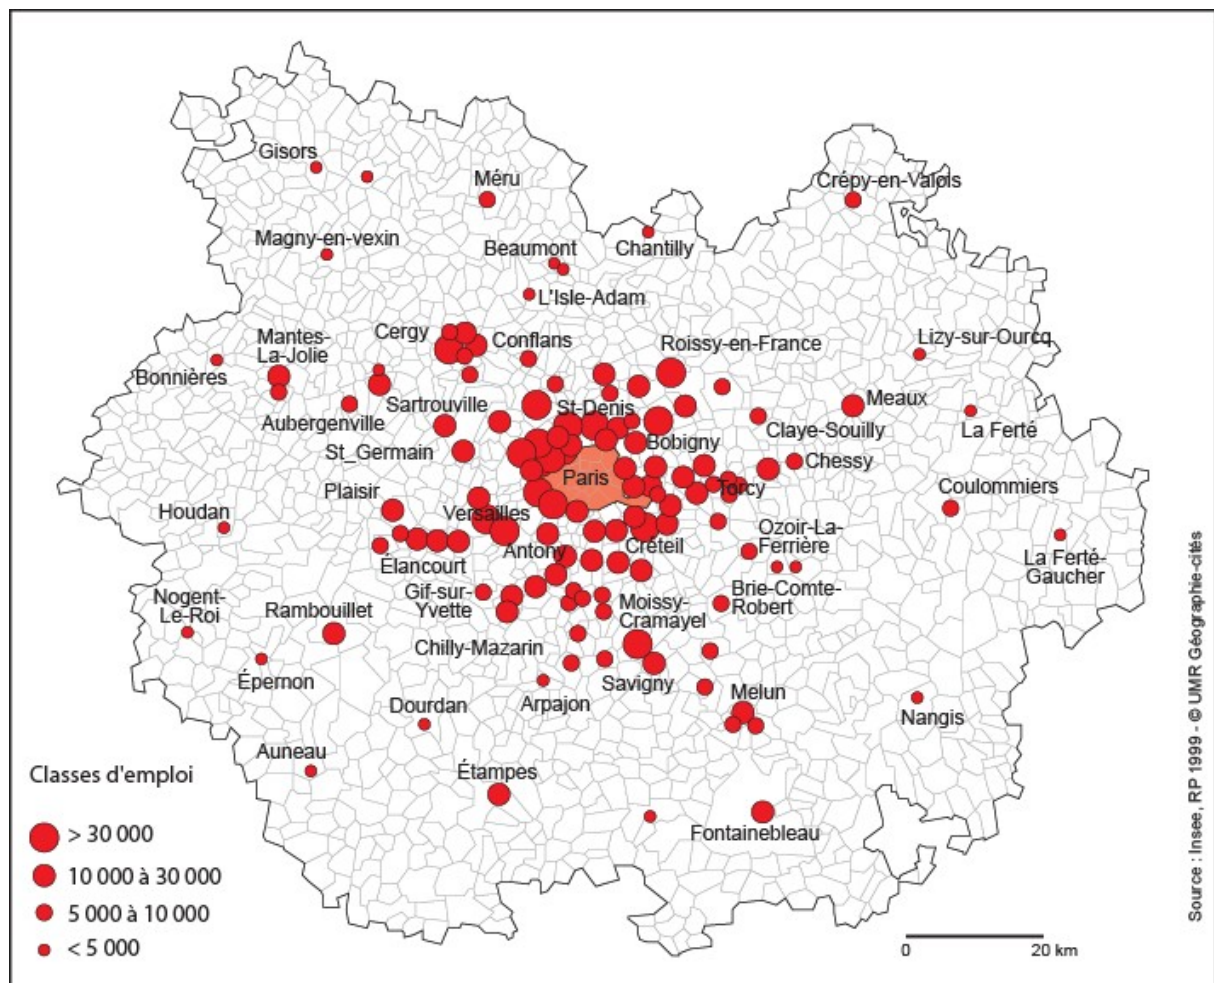 Gisors
Méru
Crépy-en-Valois
Magny-en-vexin
Beaumont
Chantilly
L'Isle-Adam
Mantes-
La-Jolie
Cergy
Conflans
Roissy-en-France
Lizy-sur-Ourcq
Bonnières
Aubergenville
Sartrouville
St-Denis
Meaux
La Ferté
Claye-Souilly
St_Germain
Bobigny
Chessy
Paris
Torcy
Plaisir
Coulommiers
Houdan
Versailles
Antony
Créteil
Ozoir-La-
Ferrière
Élancourt
La Ferté-
Gaucher
Nogent-
Le-Roi
Rambouillet
Gif-sur-
Yvette
Moissy-
Cramayel
Brie-Comte-
Robert
Chilly-Mazarin
Épernon
Arpajon
Savigny
Melun
Dourdan
Nangis
Auneau
Étampes
Fontainebleau
Classes d'emploi
> 30 000
10 000 à 30 000
5 000 à 10 000
< 5 000
0 20 km
Source : Insee, RP 1999 - © UMR Géographie-cités